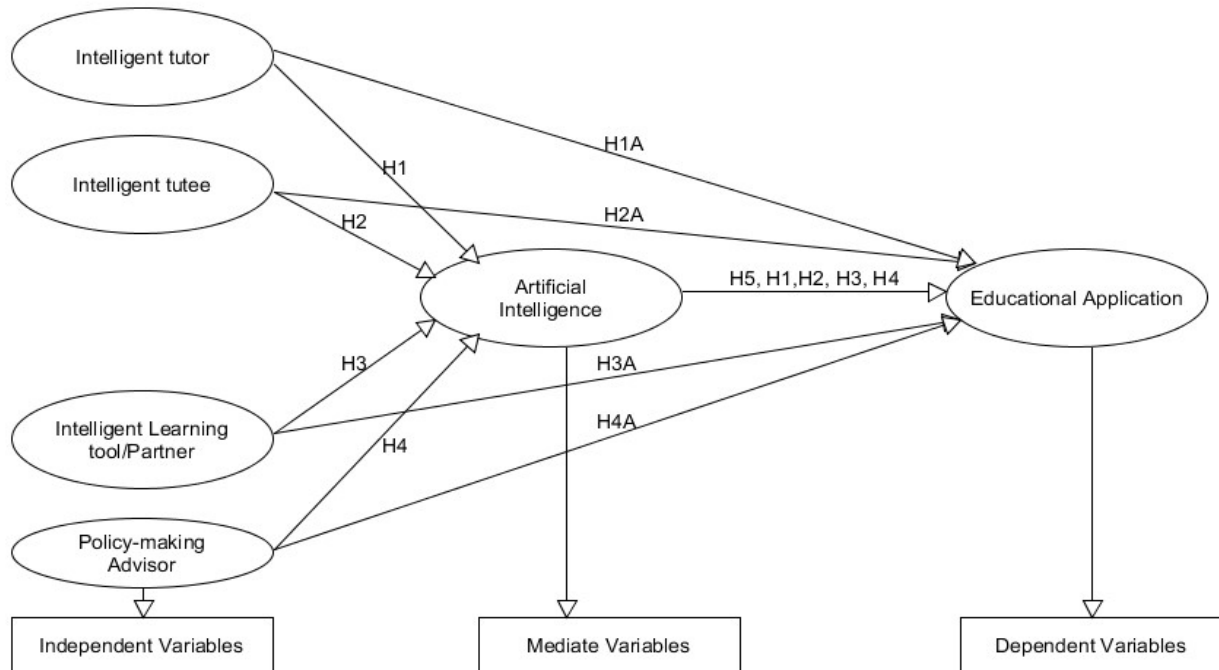 Intelligent tutor
H1A
H1
Intelligent tutee
H2A
H2
Artificial
Intelligence
H5, H1,H2, H3, H4
Educational Application
H3
H3A
Intelligent Learning
tool/Partner
H4
H4A
Policy-making
Advisor
Independent Variables
Mediate Variables
Dependent Variables